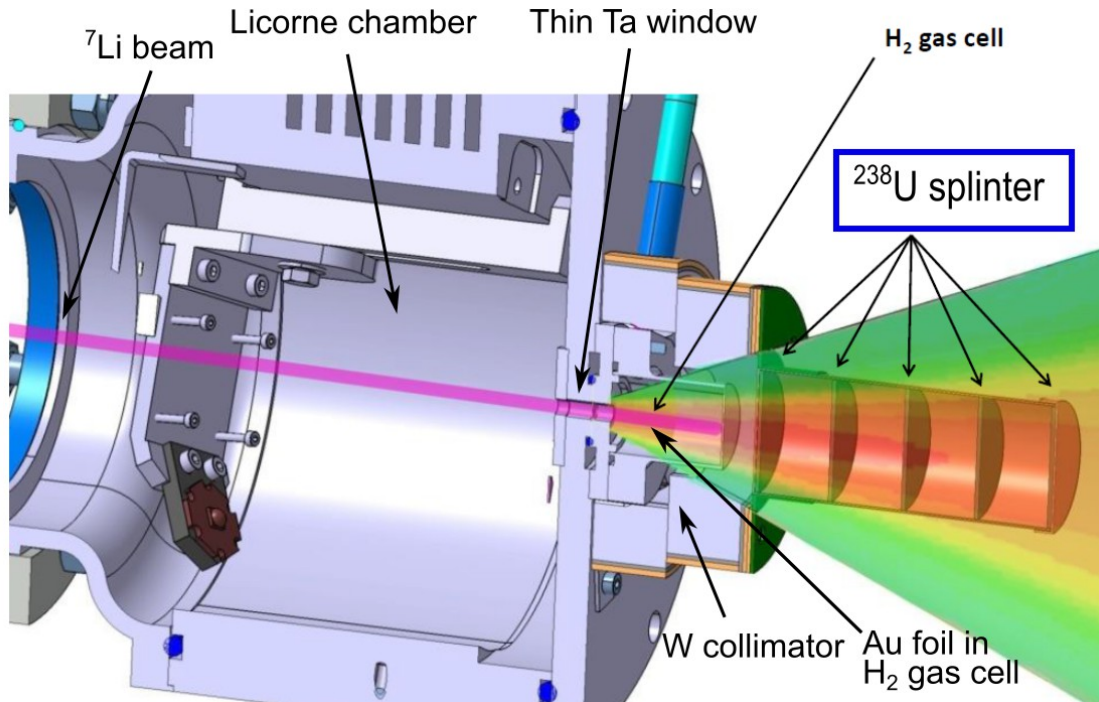 ⁷Li beam
Licorne chamber
Thin Ta window
H₂ gas cell
²³⁸U splinter
W collimator
Au foil in
H₂ gas cell